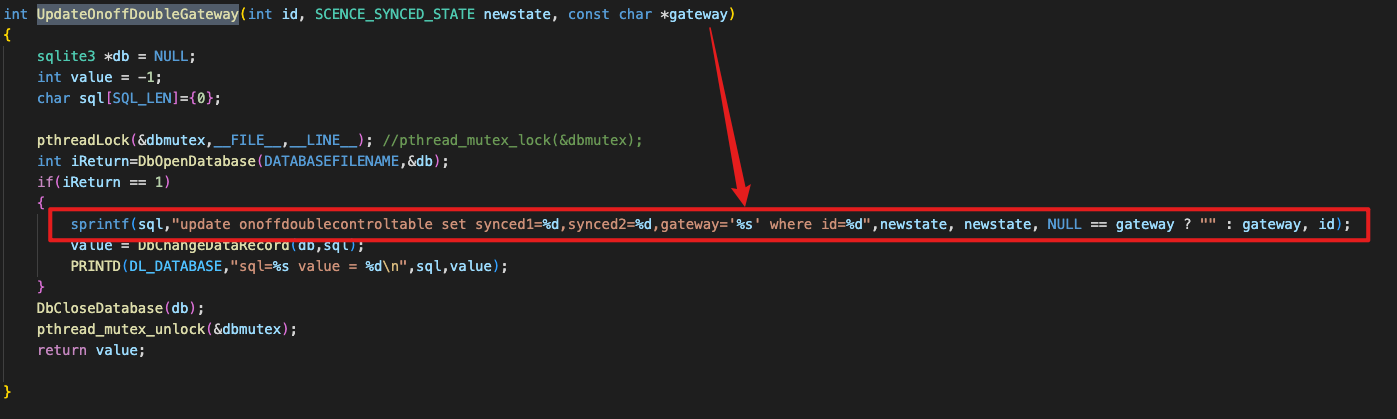 int UpdateOnoffDoubleGateway(int id, SCENCE_SYNCED_STATE newstate, const char *gateway)
{
sqlite3 *db = NULL;
int value = -1;
char sql[SQL_LEN]={0};
pthreadLock(&dbmutex,__FILE__,__LINE__); //pthread_mutex_lock(&dbmutex);
int iReturn=DbOpenDatabase(DATABASEFILENAME,&db);
if(iReturn == 1)
{
sprintf(sql,"update onoffdoublecontroltable set synced1=%d,synced2=%d,gateway='%s' where id=%d",newstate, newstate, NULL == gateway ? "" : gateway, id);
value = DbChangeDataRecord(db,sql);
PRINTD(DL_DATABASE,"sql=%s value = %d\n",sql,value);
}
DbCloseDatabase(db);
pthread_mutex_unlock(&dbmutex);
return value;
}